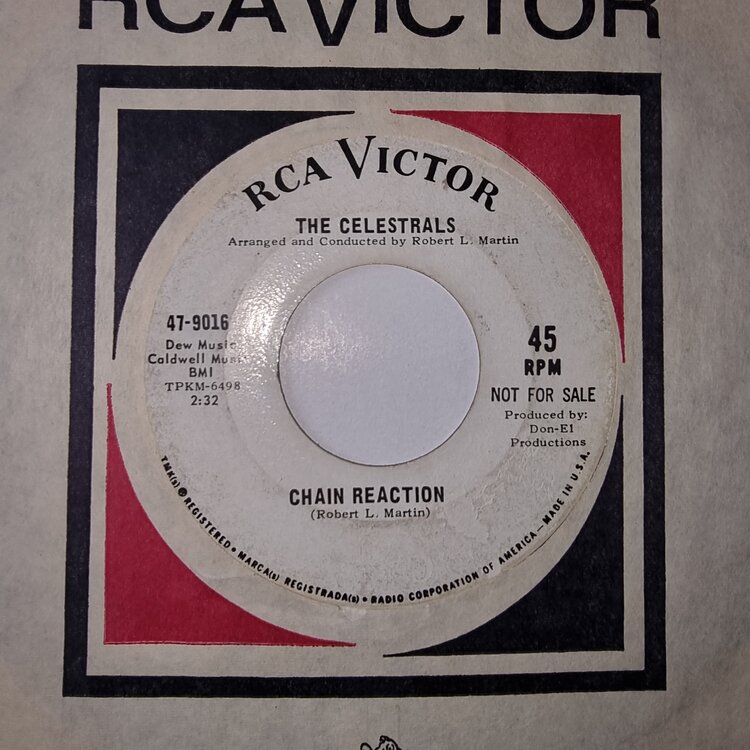 RCA VICTOR
RCA VICTOR
THE CELESTRALS
Arranged and Conducted by Robert L. Martin
47-9016
Dew Music
Caldwell Music
BMI
TPKM-6498
2:32
45
RPM
NOT FOR SALE
Produced by:
Don-El
Productions
CHAIN REACTION
(Robert L. Martin)
TMK(s) ® REGISTERED • MARCA(s) REGISTRADA(s) • RADIO CORPORATION OF AMERICA — MADE IN U.S.A.